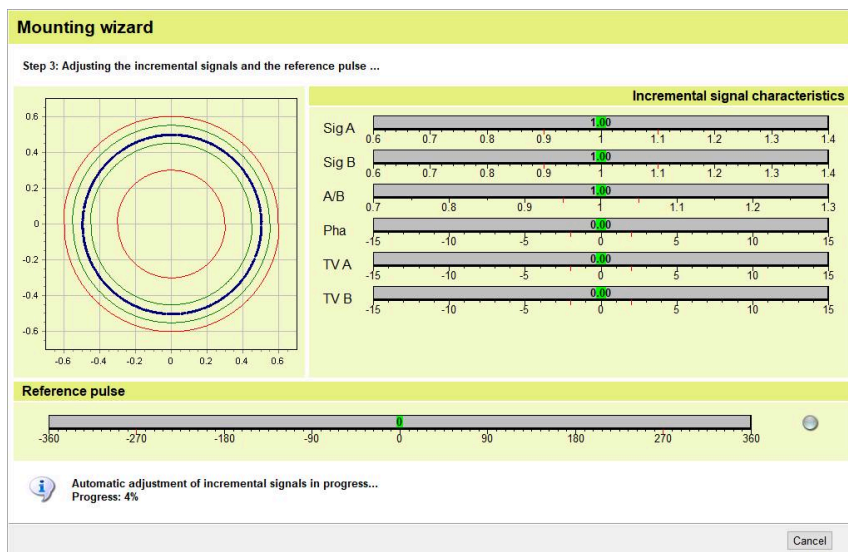 Mounting wizard
Step 3: Adjusting the incremental signals and the reference pulse ...
Incremental signal characteristics
0.6
0.4
0.2
0
-0.2
-0.4
-0.6
-0.6 -0.4 -0.2 0 0.2 0.4 0.6
Sig A 1.00
0.6 0.7 0.8 0.9 1 1.1 1.2 1.3 1.4
Sig B 1.00
0.6 0.7 0.8 0.9 1 1.1 1.2 1.3 1.4
A/B 1.00
0.7 0.8 0.9 1 1.1 1.2 1.3
Pha 0.00
-15 -10 -5 0 5 10 15
TV A 0.00
-15 -10 -5 0 5 10 15
TV B 0.00
-15 -10 -5 0 5 10 15
Reference pulse
0
-360 -270 -180 -90 0 90 180 270 360
Automatic adjustment of incremental signals in progress...
Progress: 4%
Cancel